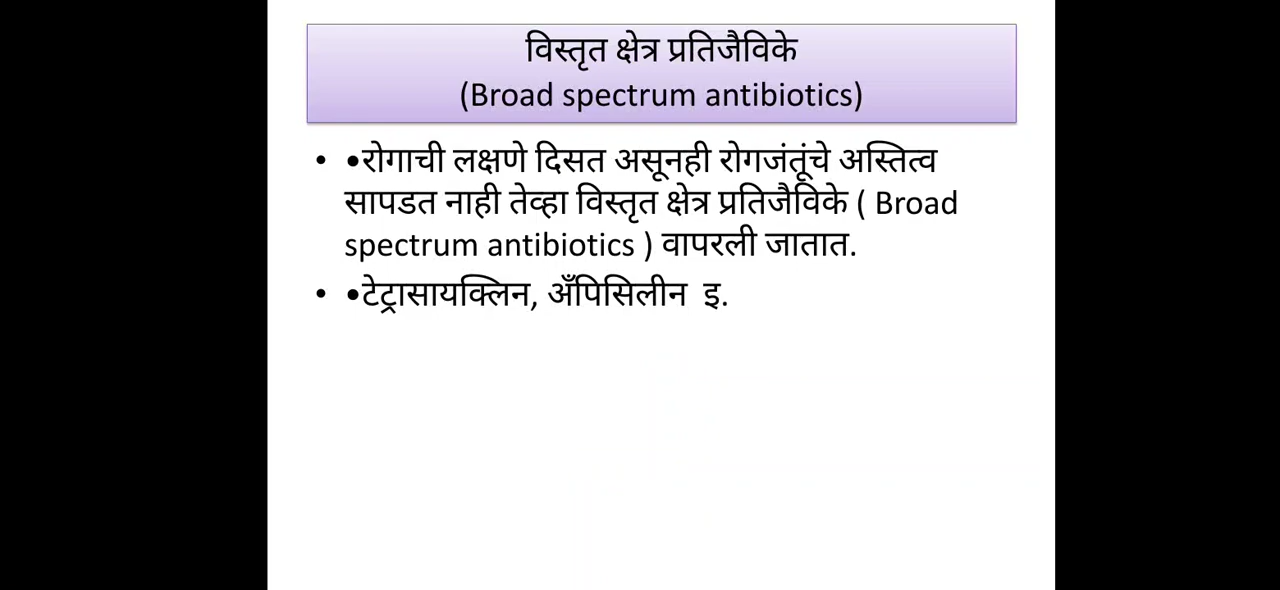 विस्तृत क्षेत्र प्रतिजैविके
(Broad spectrum antibiotics)
• •रोगाची लक्षणे दिसत असूनही रोगजंतूंचे अस्तित्व
सापडत नाही तेव्हा विस्तृत क्षेत्र प्रतिजैविके ( Broad
spectrum antibiotics ) वापरली जातात.
• •टेट्रासायक्लिन, अँपिसिलीन इ.